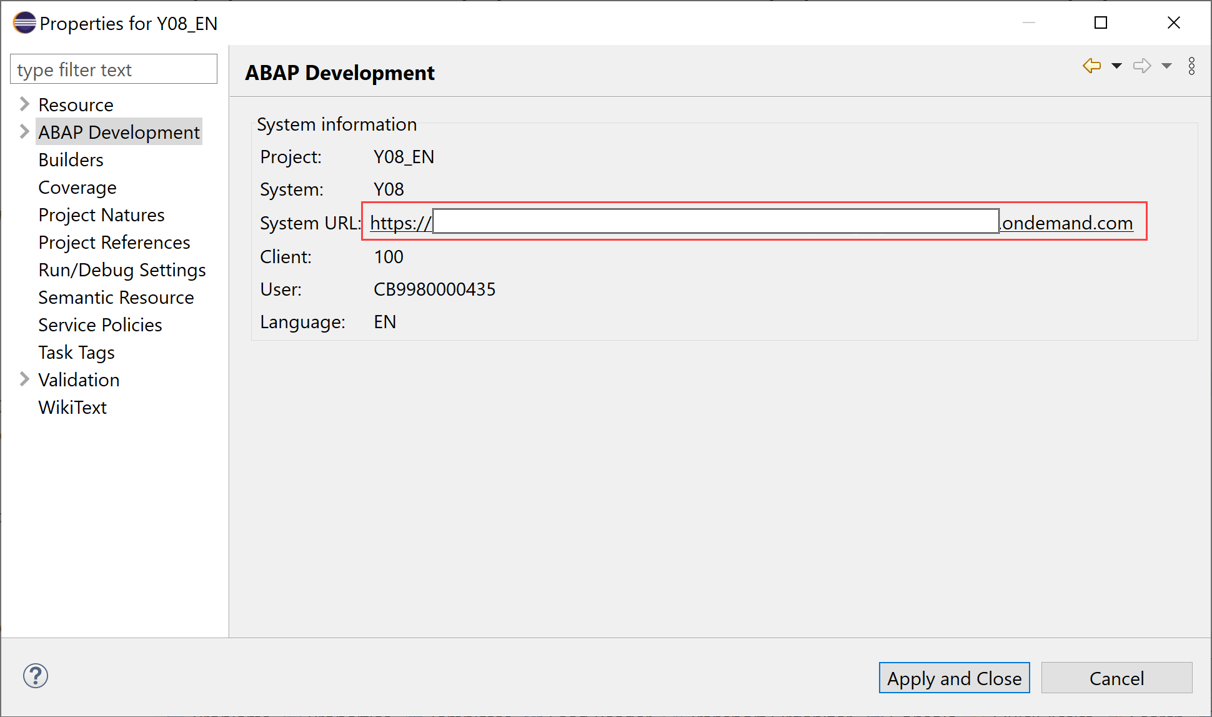 Properties for Y08_EN
type filter text
Resource
ABAP Development
Builders
Coverage
Project Natures
Project References
Run/Debug Settings
Semantic Resource
Service Policies
Task Tags
Validation
WikiText
ABAP Development
System information
Project: Y08_EN
System: Y08
System URL: https:// .ondemand.com
Client: 100
User: CB9980000435
Language: EN
?
Apply and Close
Cancel